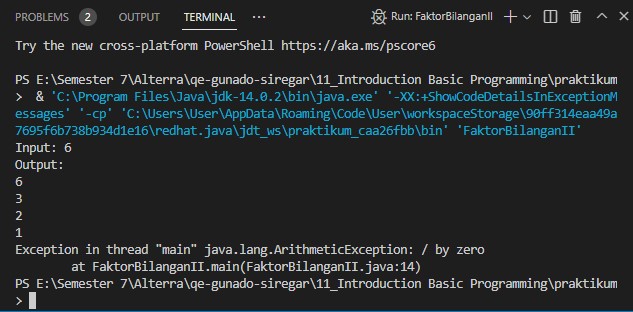 PROBLEMS 2 OUTPUT TERMINAL ... Run: FaktorBilanganII
Try the new cross-platform PowerShell https://aka.ms/pscore6
PS E:\Semester 7\Alterra\qe-gunado-siregar\11_Introduction Basic Programming\praktikum
>  & 'C:\Program Files\Java\jdk-14.0.2\bin\java.exe' '-XX:+ShowCodeDetailsInExceptionM
essages' '-cp' 'C:\Users\User\AppData\Roaming\Code\User\workspaceStorage\90ff314eaa49a
7695f6b738b934d1e16\redhat.java\jdt_ws\praktikum_caa26fbb\bin' 'FaktorBilanganII'
Input: 6
Output:
6
3
2
1
Exception in thread "main" java.lang.ArithmeticException: / by zero
        at FaktorBilanganII.main(FaktorBilanganII.java:14)
PS E:\Semester 7\Alterra\qe-gunado-siregar\11_Introduction Basic Programming\praktikum
>